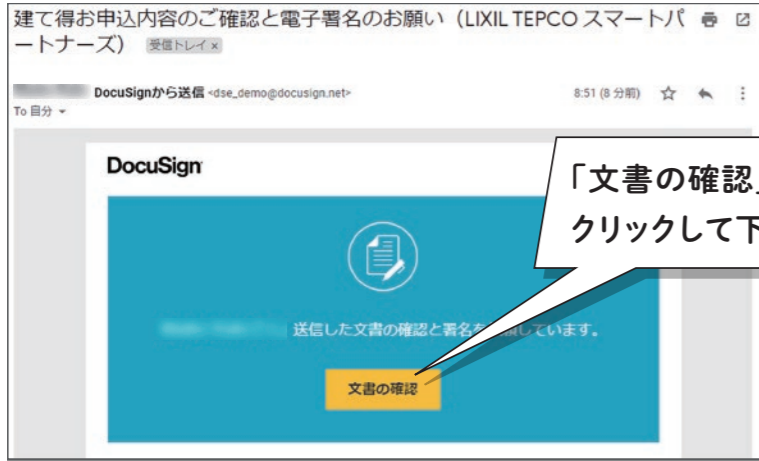 建て得お申込内容のご確認と電子署名のお願い（LIXIL TEPCO スマートパ
ートナーズ） 受信トレイ ×
DocuSignから送信 <dse_demo@docusign.net> 8:51 (8 分前)
To 自分
DocuSign
「文書の確認」
クリックして下
送信した文書の確認と署名を 願しています。
文書の確認